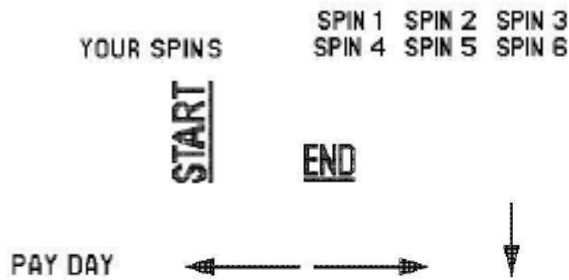 SPIN 1 SPIN 2 SPIN 3
YOUR SPINS SPIN 4 SPIN 5 SPIN 6
START
END
PAY DAY